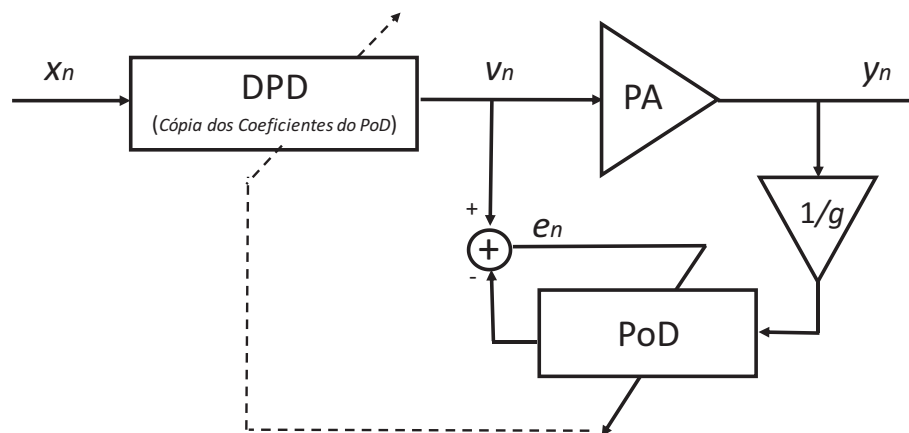 xn
DPD
(Cópia dos Coeficientes do PoD)
vn
PA
yn
1/g
+
+
-
en
PoD